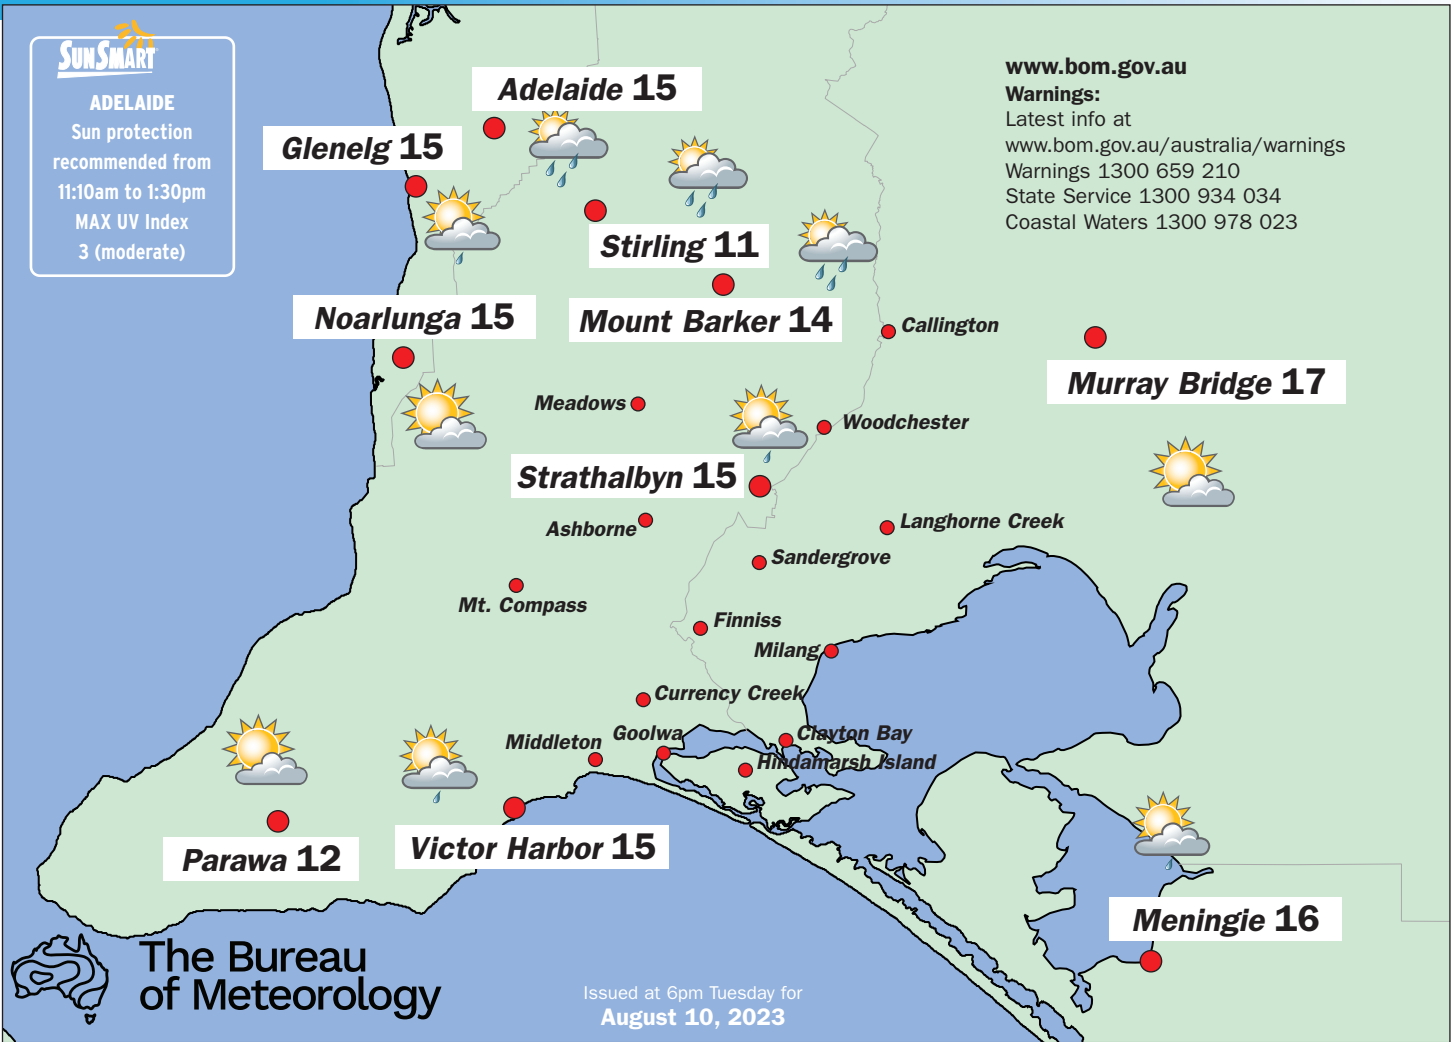 SUNSMART
ADELAIDE
Sun protection
recommended from
11:10am to 1:30pm
MAX UV Index
3 (moderate)
www.bom.gov.au
Warnings:
Latest info at
www.bom.gov.au/australia/warnings
Warnings 1300 659 210
State Service 1300 934 034
Coastal Waters 1300 978 023
Adelaide 15
Glenelg 15
Stirling 11
Noarlunga 15
Mount Barker 14
Callington
Murray Bridge 17
Meadows
Woodchester
Strathalbyn 15
Ashborne
Langhorne Creek
Sandergrove
Mt. Compass
Finniss
Milang
Currency Creek
Goolwa
Clayton Bay
Middleton
Hindamarsh Island
Parawa 12
Victor Harbor 15
Meningie 16
The Bureau
of Meteorology
Issued at 6pm Tuesday for
August 10, 2023